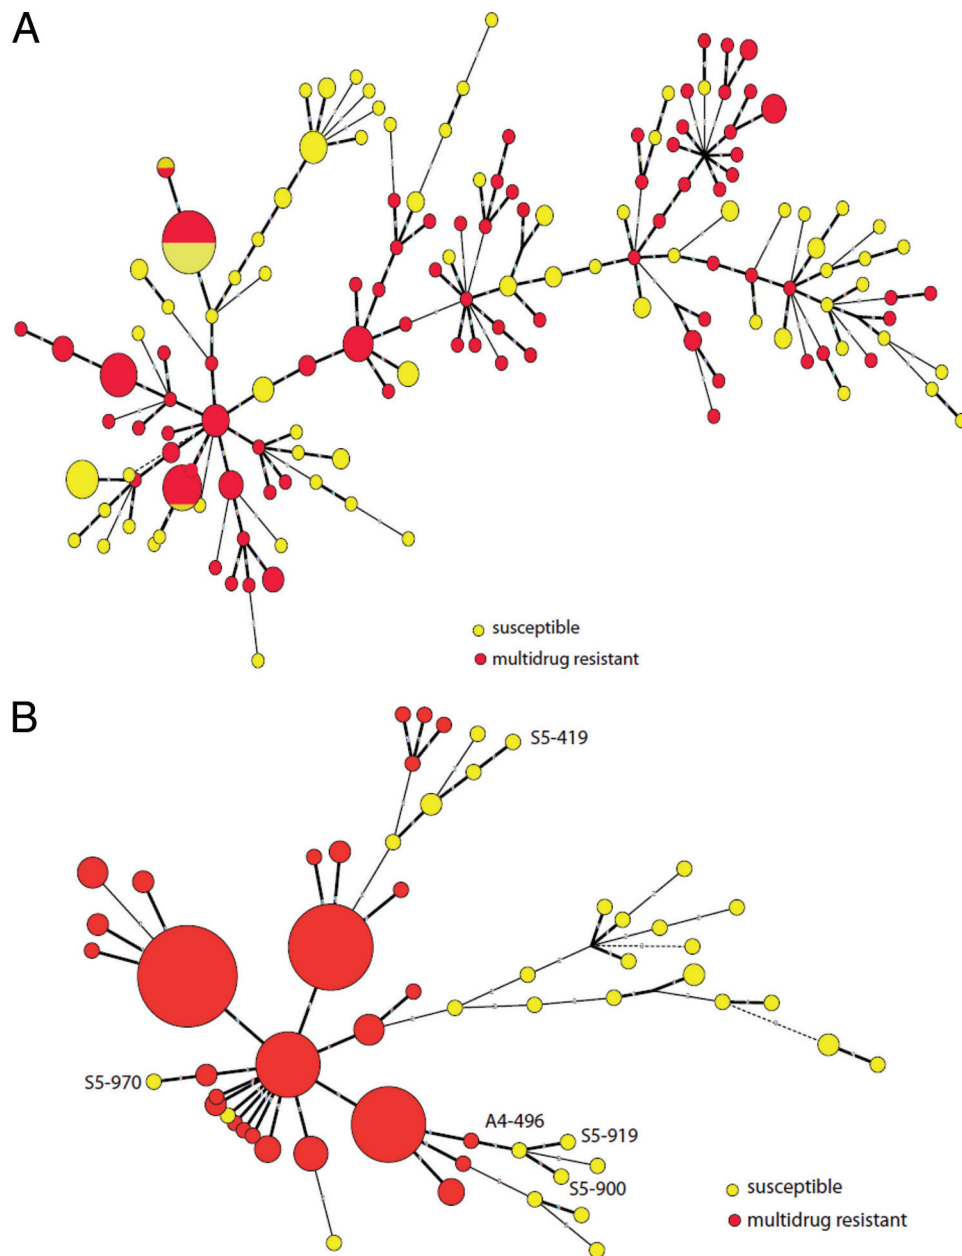 A
susceptible
multidrug resistant
B
S5-419
S5-970
A4-496
S5-919
S5-900
susceptible
multidrug resistant